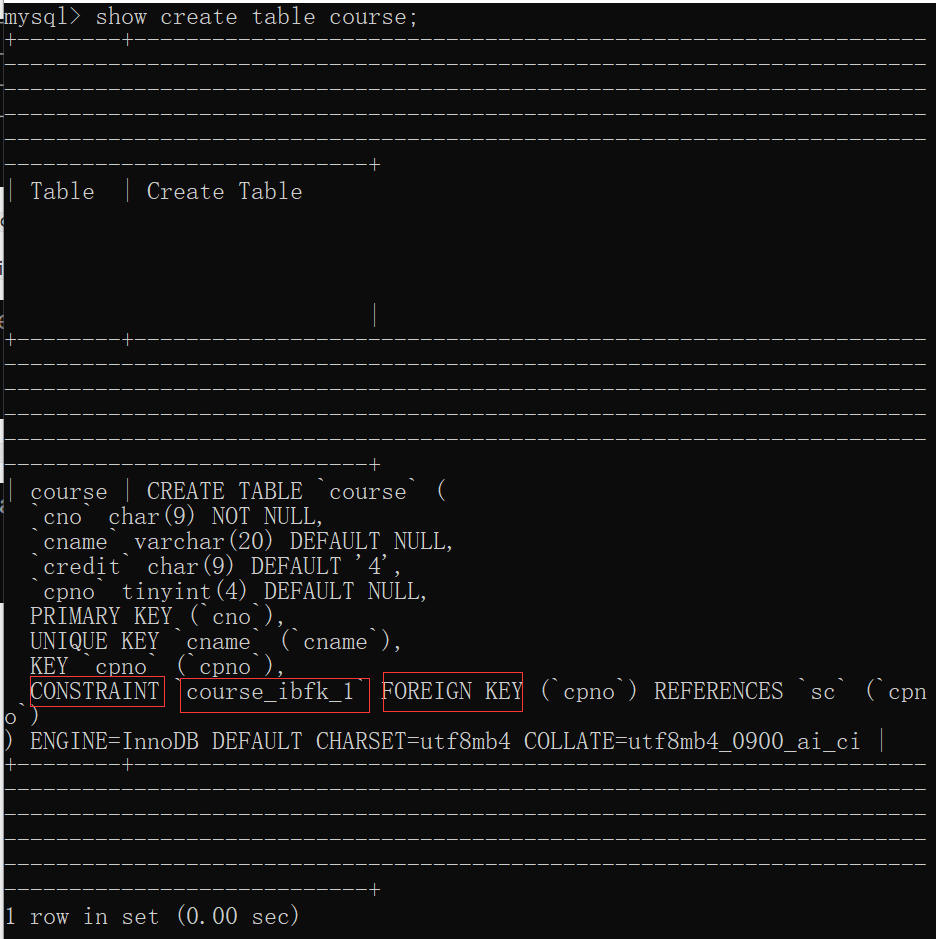 mysql> show create table course;
+--------+-------------------------------------------------------------
-----------------------------------------------------------------------
-----------------------------------------------------------------------
-----------------------------------------------------------------------
-----------------------------------------------------------------------
----------------------------+
| Table  | Create Table
|
+--------+-------------------------------------------------------------
-----------------------------------------------------------------------
-----------------------------------------------------------------------
-----------------------------------------------------------------------
-----------------------------------------------------------------------
----------------------------+
| course | CREATE TABLE `course` (
  `cno` char(9) NOT NULL,
  `cname` varchar(20) DEFAULT NULL,
  `credit` char(9) DEFAULT '4',
  `cpno` tinyint(4) DEFAULT NULL,
  PRIMARY KEY (`cno`),
  UNIQUE KEY `cname` (`cname`),
  KEY `cpno` (`cpno`),
  CONSTRAINT `course_ibfk_1` FOREIGN KEY (`cpno`) REFERENCES `sc` (`cpn
o`)
) ENGINE=InnoDB DEFAULT CHARSET=utf8mb4 COLLATE=utf8mb4_0900_ai_ci |
+--------+-------------------------------------------------------------
-----------------------------------------------------------------------
-----------------------------------------------------------------------
-----------------------------------------------------------------------
-----------------------------------------------------------------------
----------------------------+
1 row in set (0.00 sec)